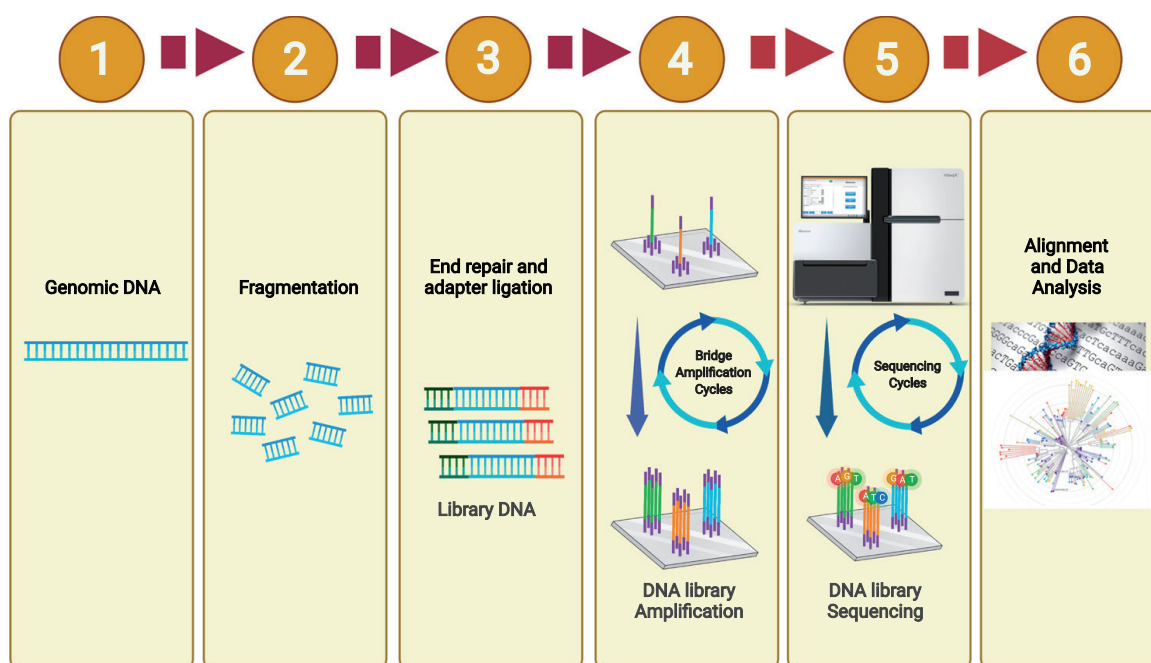 1
2
3
4
5
6
Genomic DNA
Fragmentation
End repair and
adapter ligation
Library DNA
Bridge
Amplification
Cycles
DNA library
Amplification
Sequencing
Cycles
A G T
A T C
G A T
DNA library
Sequencing
Alignment
and Data
Analysis